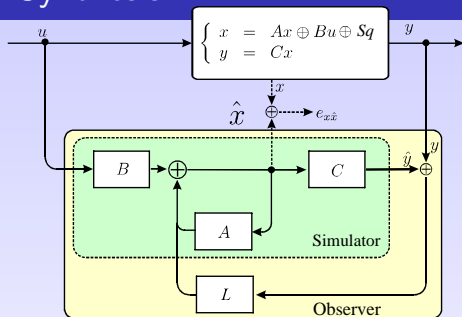 u
x = Ax ⊕ Bu ⊕ Sq
y = Cx
y
x
x̂
⊕
e_{xx̂}
y
ŷ
B
⊕
C
⊕
A
Simulator
L
Observer